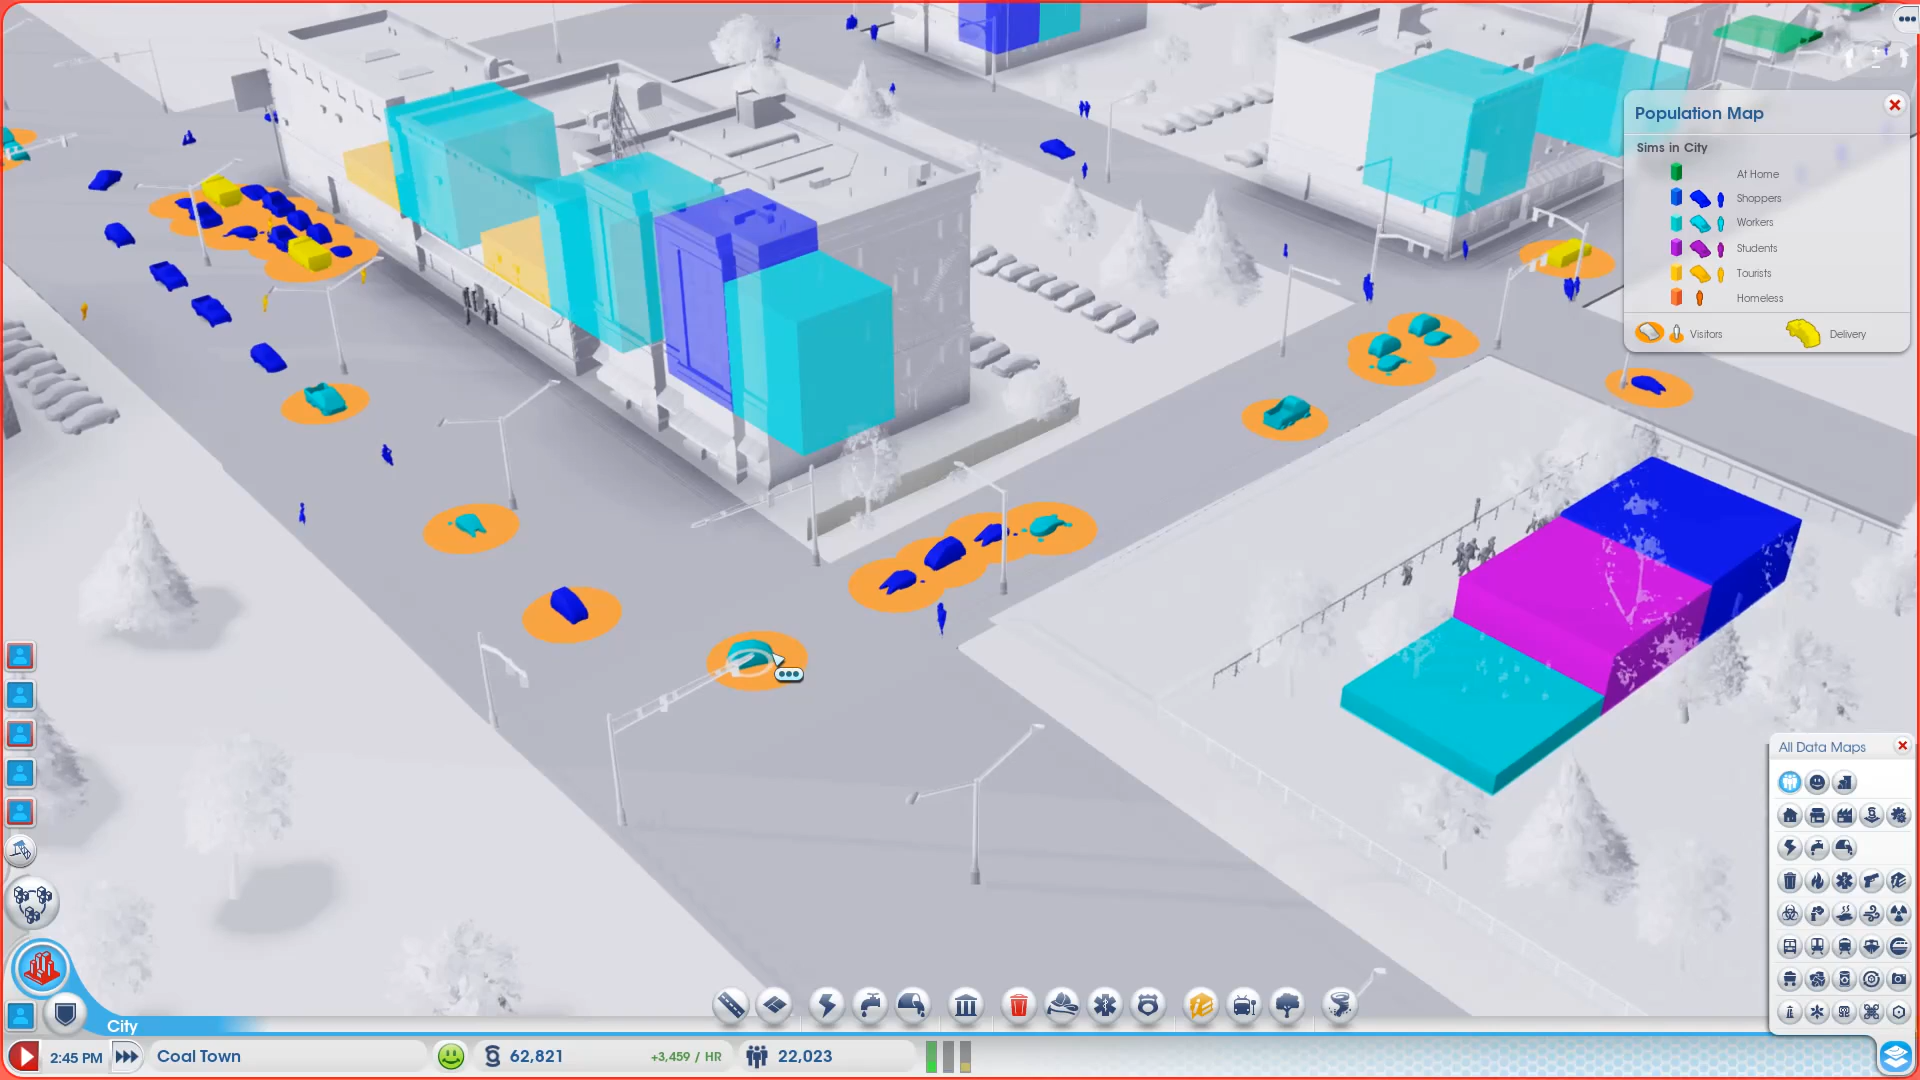 Population Map
Sims in City
At Home
Shoppers
Workers
Students
Tourists
Homeless
Visitors
Delivery
All Data Maps
City
2:45 PM
Coal Town
62,821
+3,459 / HR
22,023